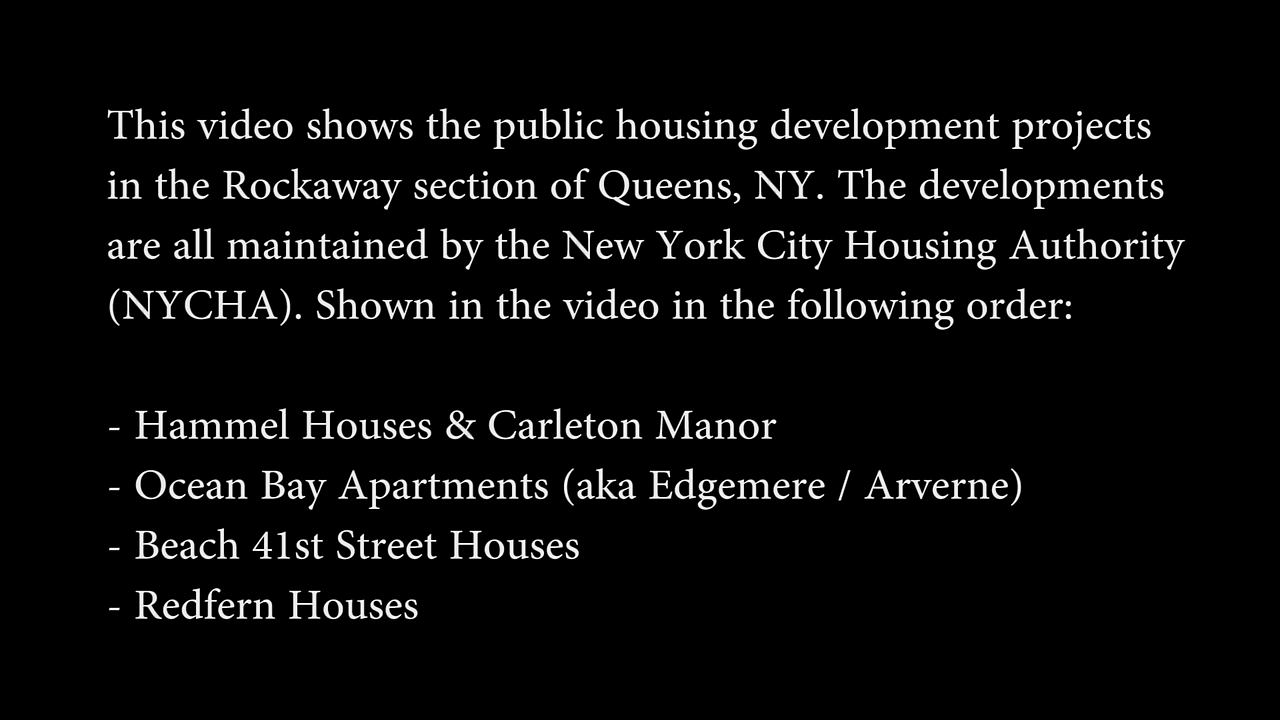 This video shows the public housing development projects
in the Rockaway section of Queens, NY. The developments
are all maintained by the New York City Housing Authority
(NYCHA). Shown in the video in the following order:
- Hammel Houses & Carleton Manor
- Ocean Bay Apartments (aka Edgemere / Arverne)
- Beach 41st Street Houses
- Redfern Houses